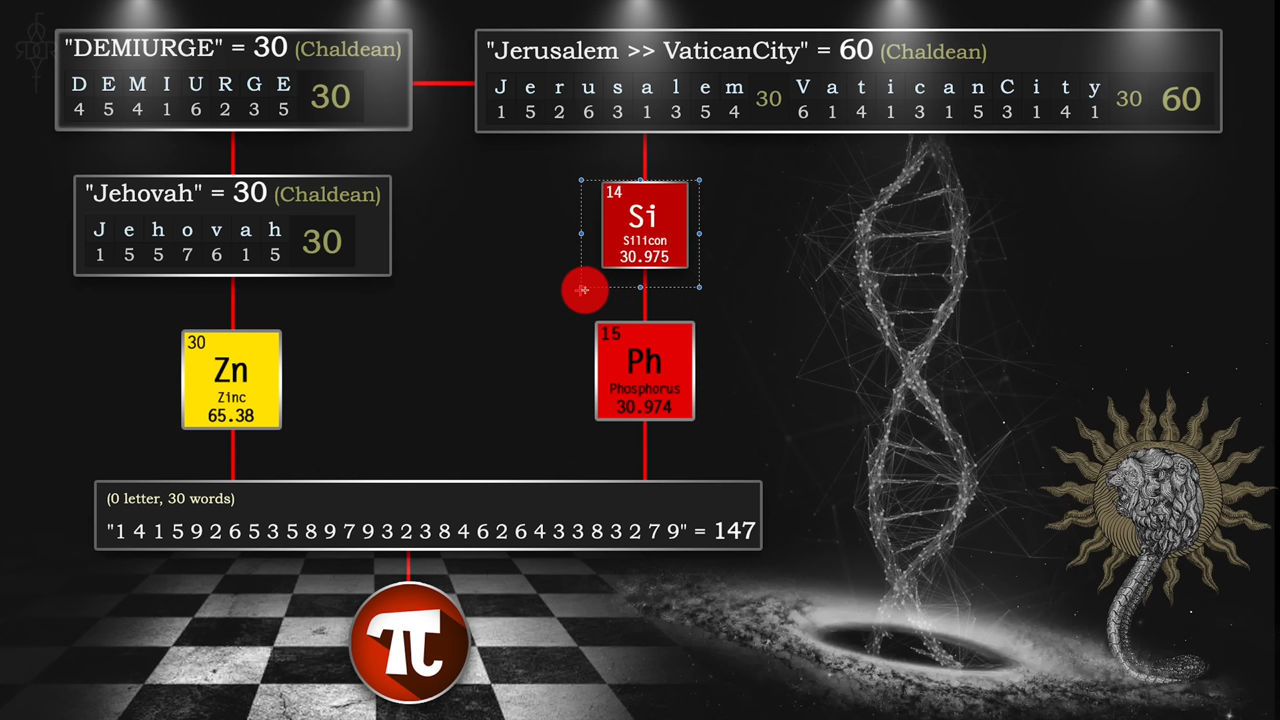 "DEMIURGE" = 30 (Chaldean)
D E M I U R G E 30
4 5 4 1 6 2 3 5
"Jerusalem >> VaticanCity" = 60 (Chaldean)
J e r u s a l e m 30 V a t i c a n C i t y 30 60
1 5 2 6 3 1 3 5 4 6 1 4 1 3 1 5 3 1 4 1
"Jehovah" = 30 (Chaldean)
J e h o v a h 30
1 5 5 7 6 1 5
14
Si
Silicon
30.975
30
Zn
Zinc
65.38
15
Ph
Phosphorus
30.974
(0 letter, 30 words)
"1 4 1 5 9 2 6 5 3 5 8 9 7 9 3 2 3 8 4 6 2 6 4 3 3 8 3 2 7 9" = 147
π